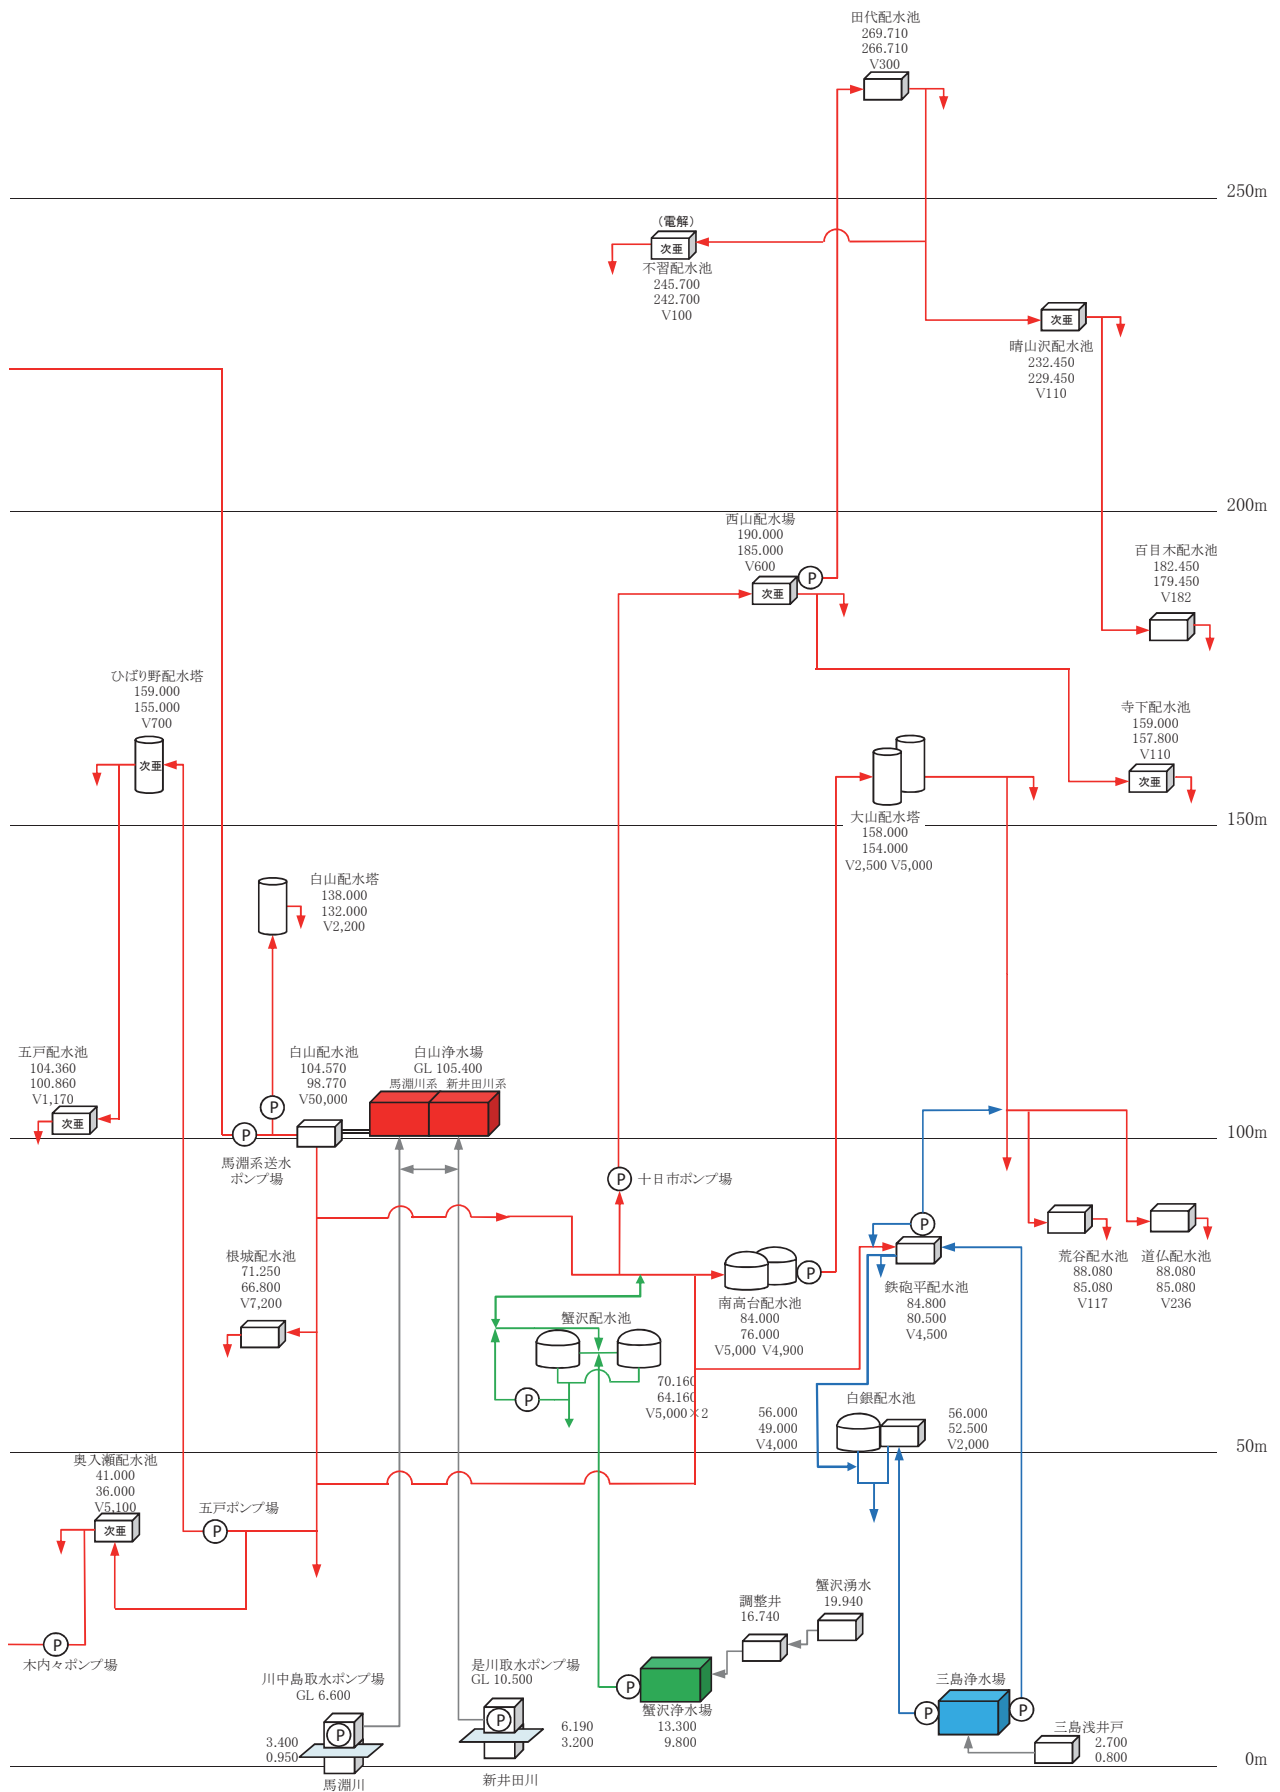 田代配水池
269.710
266.710
V300
250m
(電解)
次亜
不習配水池
245.700
242.700
V100
次亜
晴山沢配水池
232.450
229.450
V110
200m
西山配水場
190.000
185.000
V600
P
次亜
百目木配水池
182.450
179.450
V182
ひばり野配水塔
159.000
155.000
V700
次亜
寺下配水池
159.000
157.800
V110
次亜
大山配水塔
158.000
154.000
V2,500 V5,000
150m
白山配水塔
138.000
132.000
V2,200
五戸配水池
104.360
100.860
V1,170
次亜
白山配水池
104.570
98.770
V50,000
白山浄水場
GL 105.400
馬淵川系 新井田川系
P
P
馬淵系送水
ポンプ場
100m
P
十日市ポンプ場
根城配水池
71.250
66.800
V7,200
蟹沢配水池
70.160
64.160
V5,000×2
P
P
南高台配水池
84.000
76.000
V5,000 V4,900
P
鉄砲平配水池
84.800
80.500
V4,500
荒谷配水池
88.080
85.080
V117
道仏配水池
88.080
85.080
V236
白銀配水池
56.000
49.000
V4,000
56.000
52.500
V2,000
50m
奥入瀬配水池
41.000
36.000
V5,100
次亜
五戸ポンプ場
P
P
木内々ポンプ場
川中島取水ポンプ場
GL 6.600
P
3.400
0.950
馬淵川
是川取水ポンプ場
GL 10.500
P
6.190
3.200
新井田川
蟹沢湧水
19.940
調整井
16.740
P
蟹沢浄水場
13.300
9.800
三島浄水場
P
P
三島浅井戸
2.700
0.800
0m